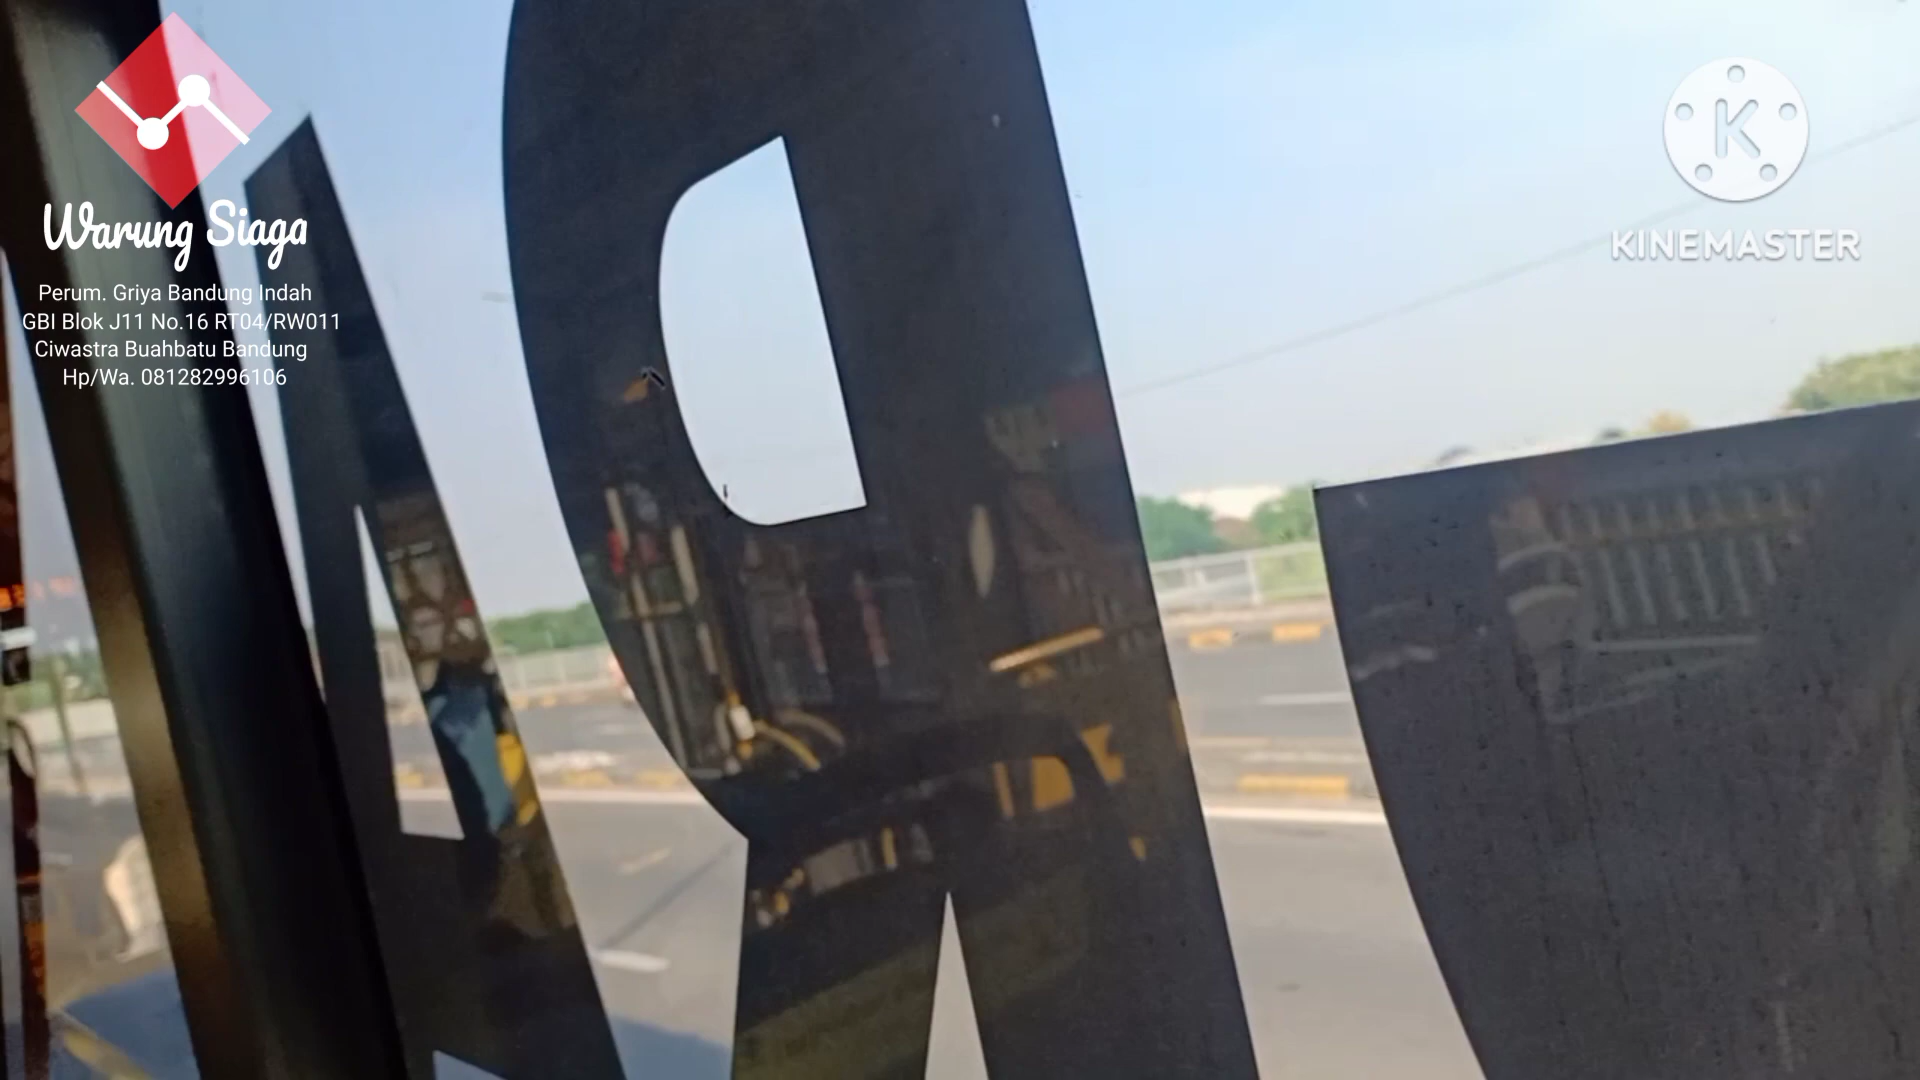 Warung Siaga
Perum. Griya Bandung Indah
GBI Blok J11 No.16 RT04/RW011
Ciwastra Buahbatu Bandung
Hp/Wa. 081282996106
K
KINEMASTER
AR